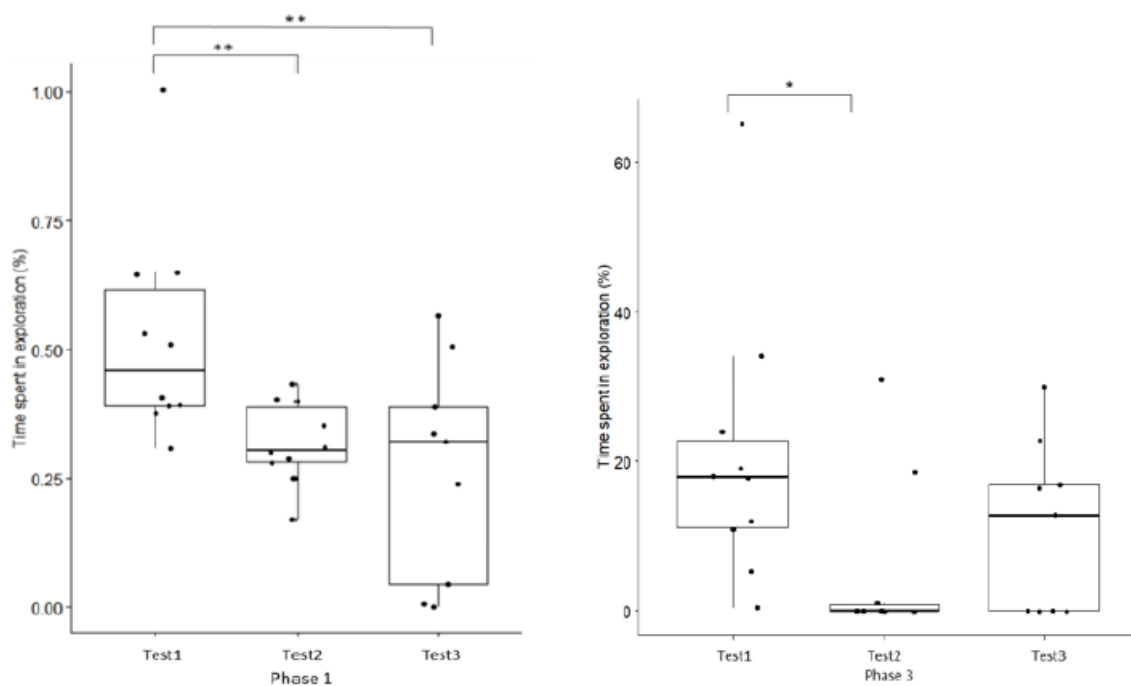 **
**
1.00
0.75
0.50
0.25
0.00
Time spent in exploration (%)
Test1 Test2 Test3
Phase 1
*
60
40
20
0
Time spent in exploration (%)
Test1 Test2 Test3
Phase 3